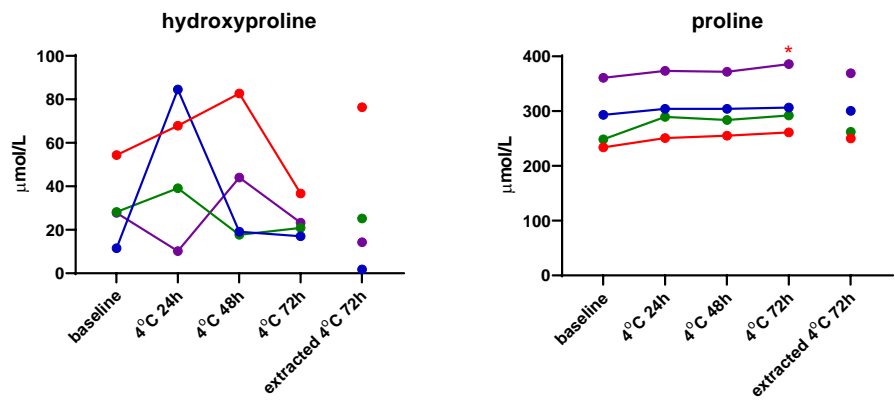 hydroxyproline
100
80
60
40
20
0
μmol/L
baseline
4°C 24h
4°C 48h
4°C 72h
extracted 4°C 72h
proline
*
400
300
200
100
0
μmol/L
baseline
4°C 24h
4°C 48h
4°C 72h
extracted 4°C 72h